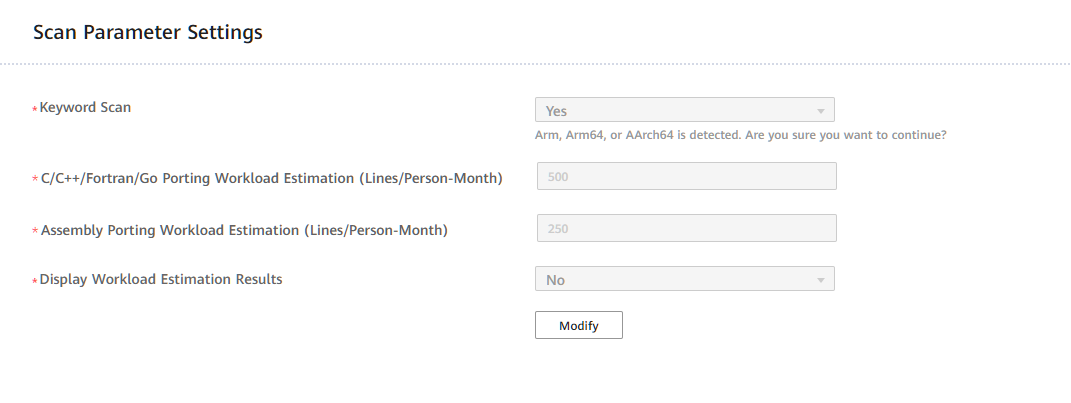 Scan Parameter Settings
*Keyword Scan
Yes
Arm, Arm64, or AArch64 is detected. Are you sure you want to continue?
*C/C++/Fortran/Go Porting Workload Estimation (Lines/Person-Month)
500
*Assembly Porting Workload Estimation (Lines/Person-Month)
250
*Display Workload Estimation Results
No
Modify